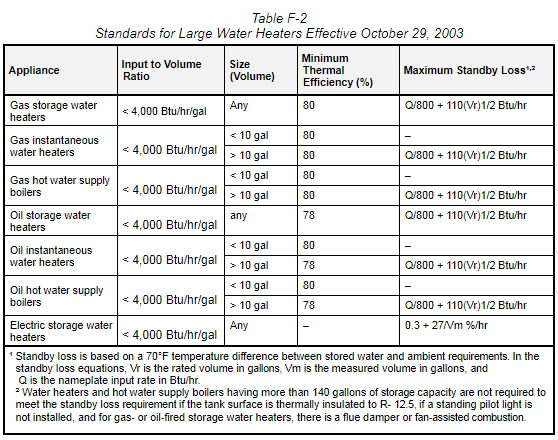 Table F-2
Standards for Large Water Heaters Effective October 29, 2003
Appliance
Input to Volume
Ratio
Size
(Volume)
Minimum
Thermal
Efficiency (%)
Maximum Standby Loss¹,²
Gas storage water
heaters
< 4,000 Btu/hr/gal
Any
80
Q/800 + 110(Vr)1/2 Btu/hr
Gas instantaneous
water heaters
< 4,000 Btu/hr/gal
< 10 gal
80
–
> 10 gal
80
Q/800 + 110(Vr)1/2 Btu/hr
Gas hot water supply
boilers
< 4,000 Btu/hr/gal
< 10 gal
80
–
> 10 gal
80
Q/800 + 110(Vr)1/2 Btu/hr
Oil storage water
heaters
< 4,000 Btu/hr/gal
any
78
Q/800 + 110(Vr)1/2 Btu/hr
Oil instantaneous
water heaters
< 4,000 Btu/hr/gal
< 10 gal
80
–
> 10 gal
78
Q/800 + 110(Vr)1/2 Btu/hr
Oil hot water supply
boilers
< 4,000 Btu/hr/gal
< 10 gal
80
–
> 10 gal
78
Q/800 + 110(Vr)1/2 Btu/hr
Electric storage water
heaters
< 4,000 Btu/hr/gal
Any
–
0.3 + 27/Vm %/hr
¹ Standby loss is based on a 70°F temperature difference between stored water and ambient requirements. In the
standby loss equations, Vr is the rated volume in gallons, Vm is the measured volume in gallons, and
Q is the nameplate input rate in Btu/hr.
² Water heaters and hot water supply boilers having more than 140 gallons of storage capacity are not required to
meet the standby loss requirement if the tank surface is thermally insulated to R- 12.5, if a standing pilot light is
not installed, and for gas- or oil-fired storage water heaters, there is a flue damper or fan-assisted combustion.